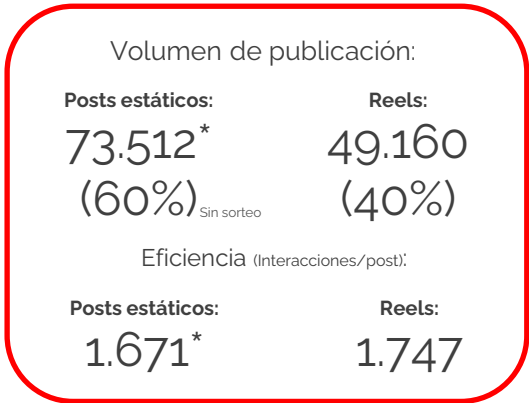 Volumen de publicación:
Posts estáticos: Reels:
73.512* 49.160
(60%) Sin sorteo (40%)
Eficiencia (Interacciones/post):
Posts estáticos: Reels:
1.671* 1.747